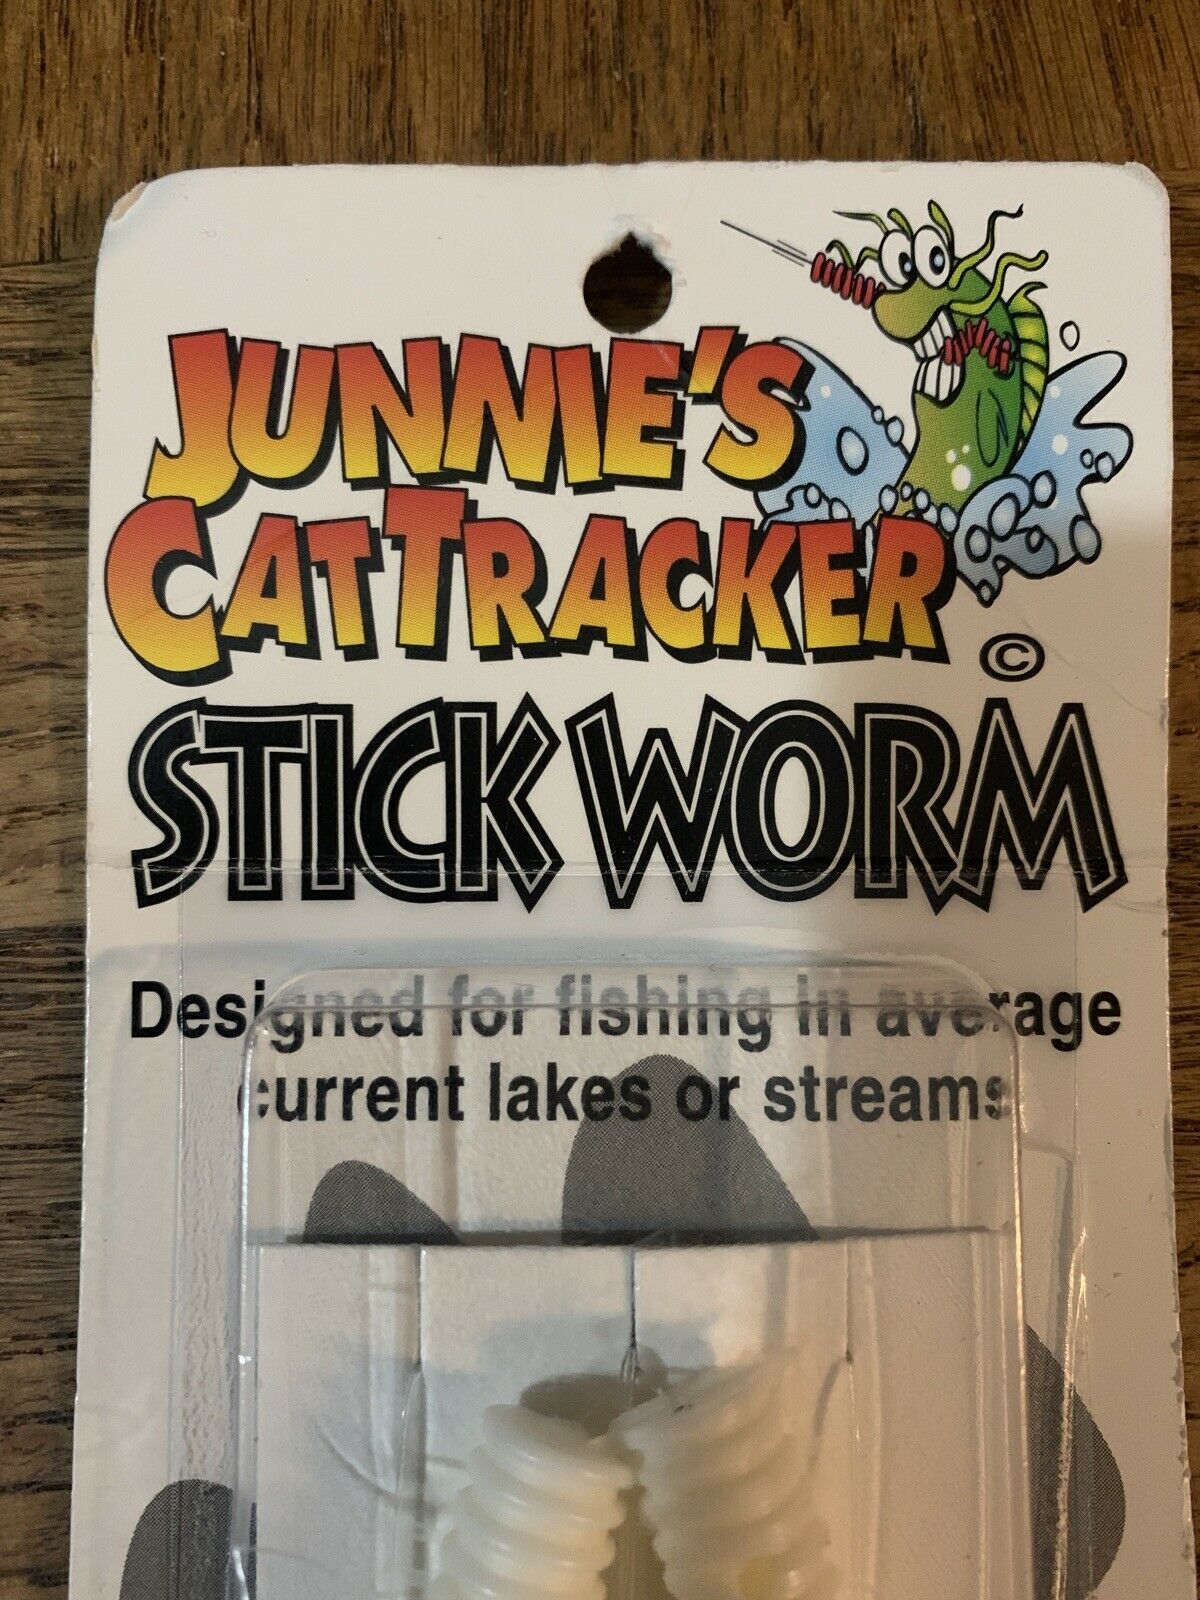 JUNNIE'S
CATTRACKER ©
STICK WORM
Designed for fishing in average
current lakes or streams